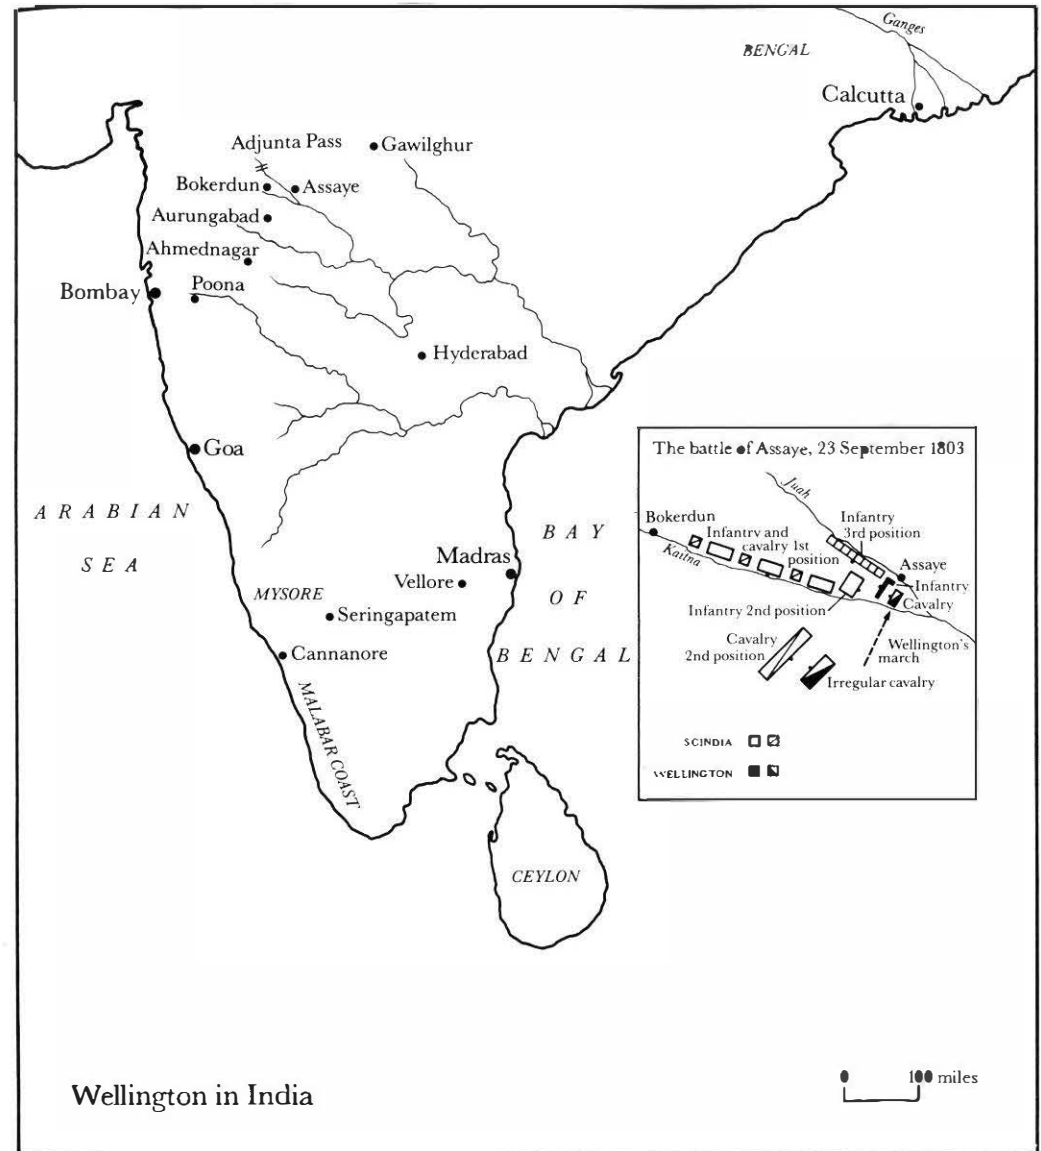 Ganges
BENGAL
Calcutta
Adjunta Pass
Gawilghur
Bokerdun
Assaye
Aurungabad
Ahmednagar
Poona
Bombay
Hyderabad
Goa
ARABIAN
SEA
BAY
OF
BENGAL
Madras
Vellore
MYSORE
Seringapatem
Cannanore
MALABAR COAST
CEYLON
The battle of Assaye, 23 September 1803
Juah
Bokerdun
Kaitna
Infantry and
cavalry 1st
position
Infantry
3rd position
Assaye
Infantry
Cavalry
Infantry 2nd position
Cavalry
2nd position
Wellington's
march
Irregular cavalry
SCINDIA
WELLINGTON
Wellington in India
0 100 miles